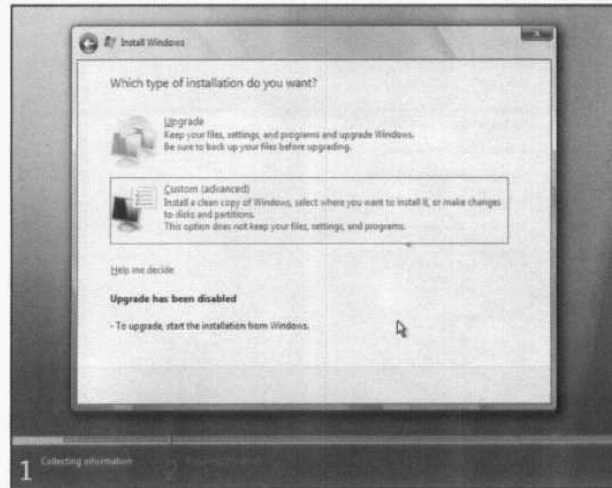 Install Windows
Which type of installation do you want?
Upgrade
Keep your files, settings, and programs and upgrade Windows.
Be sure to back up your files before upgrading.
Custom (advanced)
Install a clean copy of Windows, select where you want to install it, or make changes
to disks and partitions.
This option does not keep your files, settings, and programs.
Help me decide
Upgrade has been disabled
- To upgrade, start the installation from Windows.
1 Collecting information
2